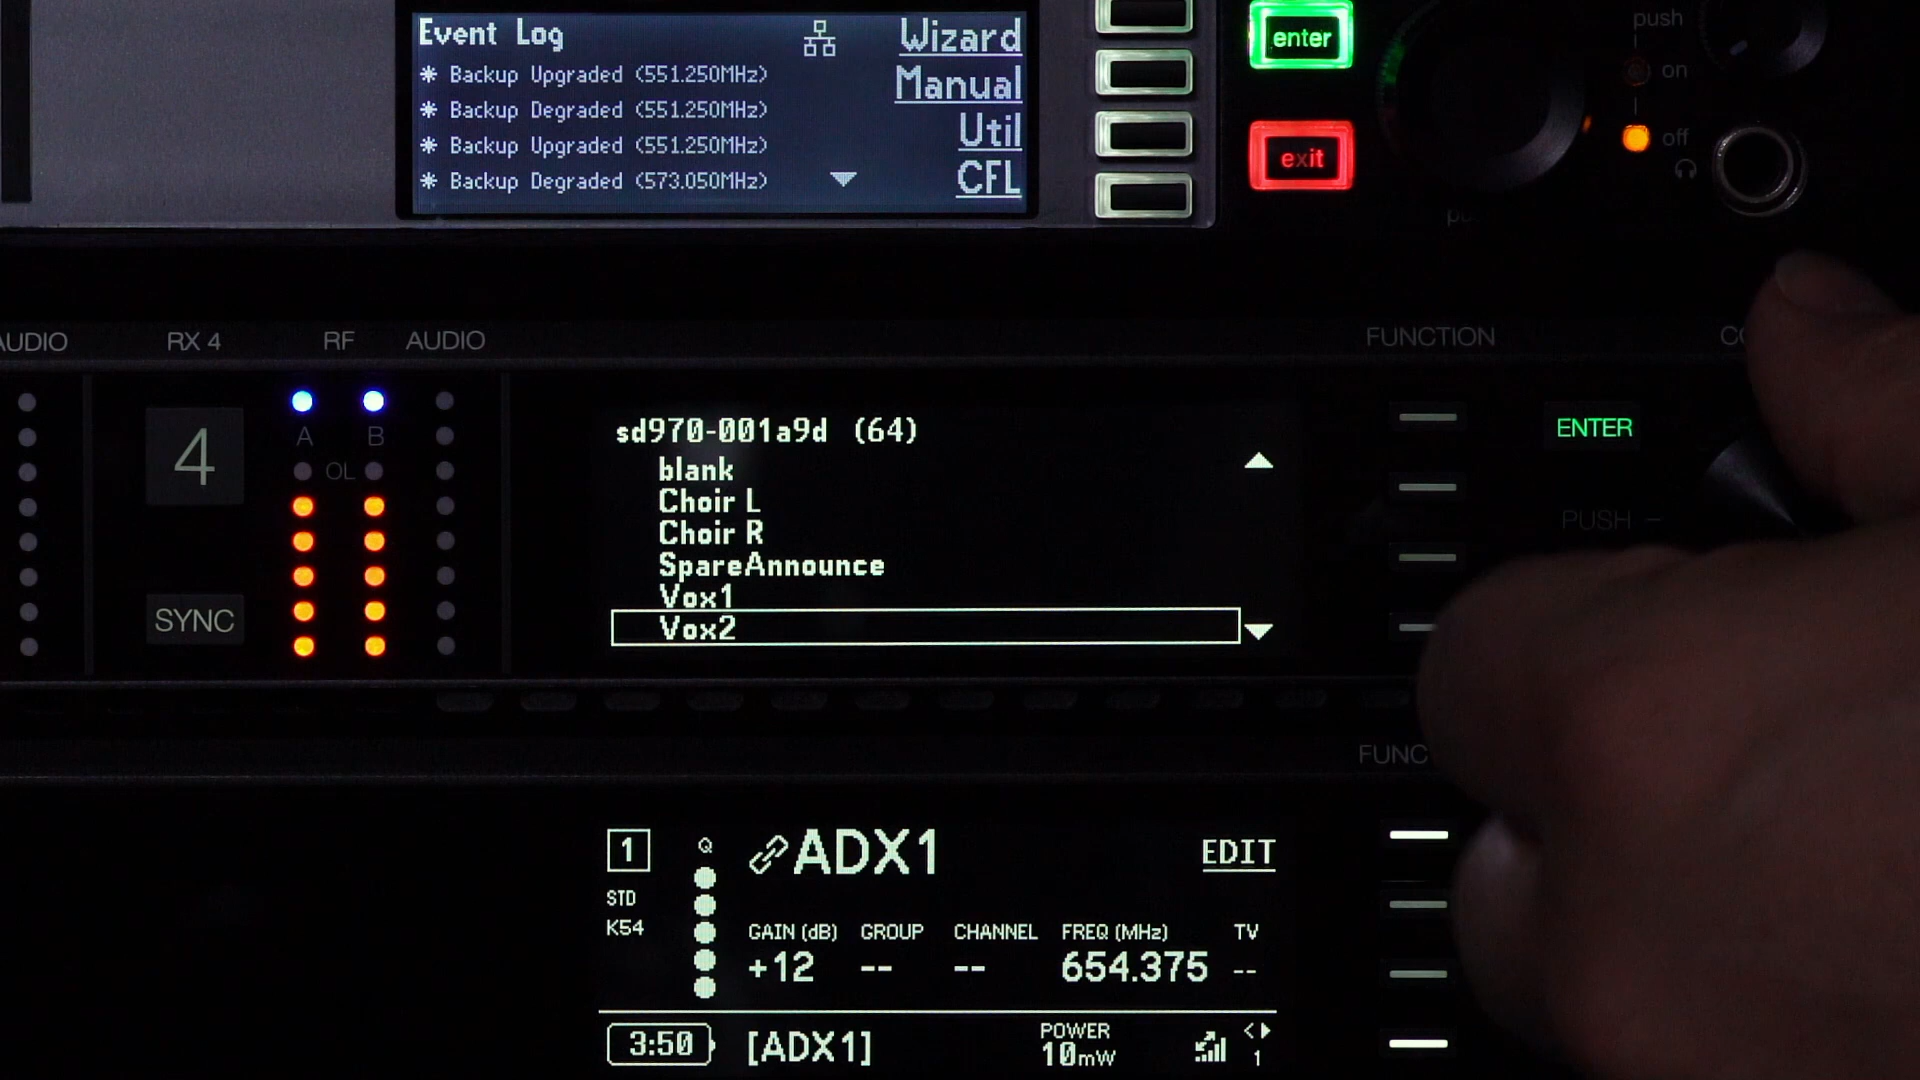 Event Log
Wizard
* Backup Upgraded (551.250MHz)
Manual
* Backup Degraded (551.250MHz)
* Backup Upgraded (551.250MHz)
Util
* Backup Degraded (573.050MHz)
CFL
enter
exit
push
on
off
AUDIO
RX 4
RF
AUDIO
FUNCTION
4
A B
OL
SYNC
sd970-001a9d (64)
blank
Choir L
Choir R
SpareAnnounce
Vox1
Vox2
ENTER
PUSH –
FUNC
1
Q
ADX1
EDIT
STD
K54
GAIN (dB) GROUP CHANNEL FREQ (MHz) TV
+12 -- -- 654.375 --
3:50
[ADX1]
POWER
10mW
1